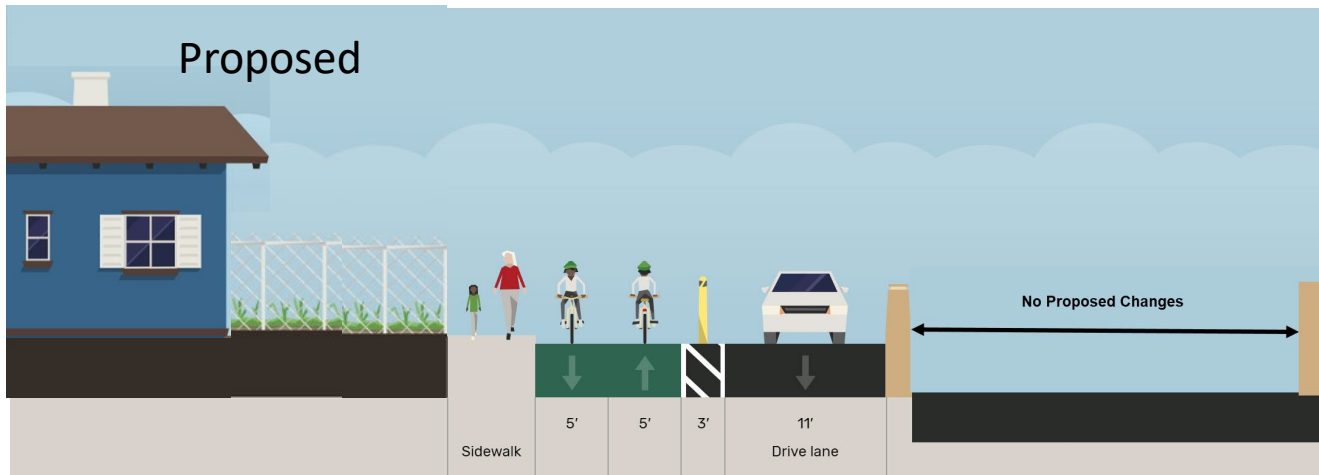 Proposed
No Proposed Changes
5′ 5′ 3′ 11′
Sidewalk Drive lane